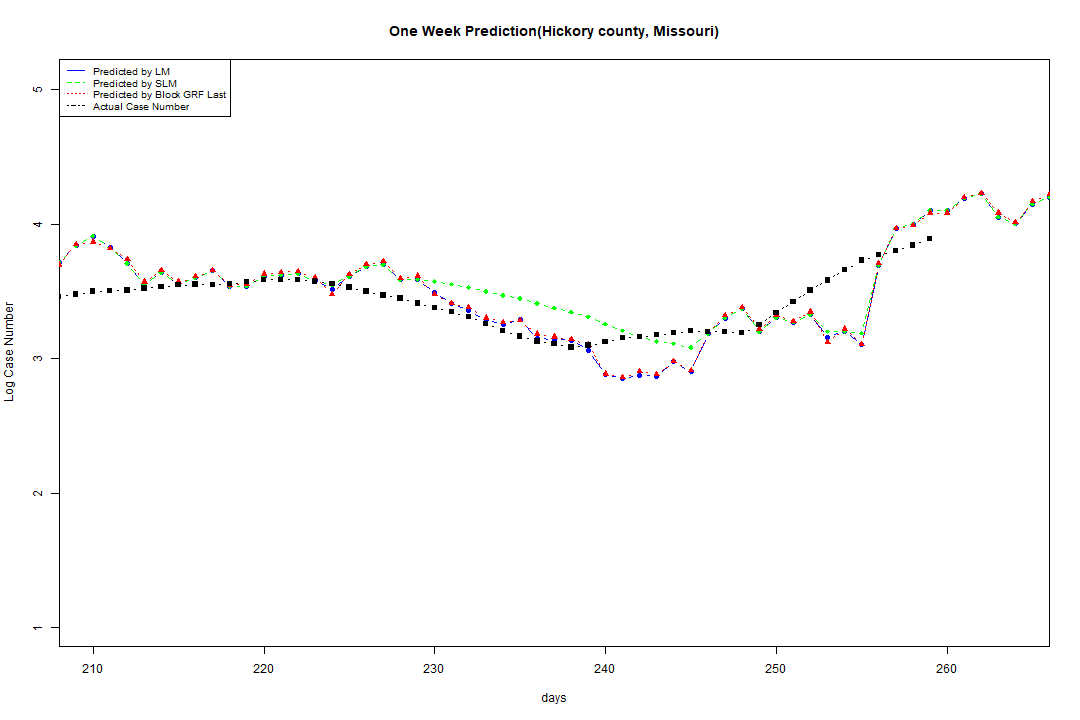 One Week Prediction(Hickory county, Missouri)
Predicted by LM
Predicted by SLM
Predicted by Block GRF Last
Actual Case Number
5
4
3
2
1
Log Case Number
210 220 230 240 250 260
days